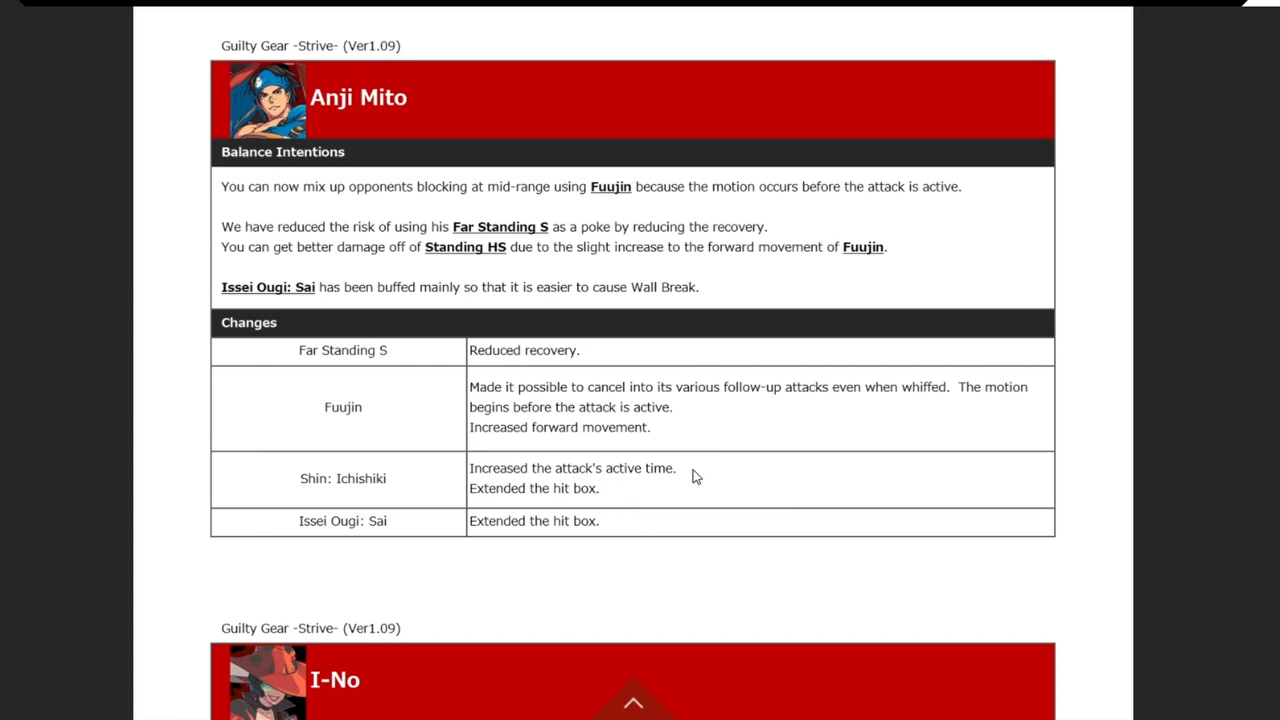 Guilty Gear -Strive- (Ver1.09)
Anji Mito
Balance Intentions
You can now mix up opponents blocking at mid-range using Fuujin because the motion occurs before the attack is active.
We have reduced the risk of using his Far Standing S as a poke by reducing the recovery.
You can get better damage off of Standing HS due to the slight increase to the forward movement of Fuujin.
Issei Ougi: Sai has been buffed mainly so that it is easier to cause Wall Break.
Changes
Far Standing S
Reduced recovery.
Fuujin
Made it possible to cancel into its various follow-up attacks even when whiffed. The motion
begins before the attack is active.
Increased forward movement.
Shin: Ichishiki
Increased the attack's active time.
Extended the hit box.
Issei Ougi: Sai
Extended the hit box.
Guilty Gear -Strive- (Ver1.09)
I-No